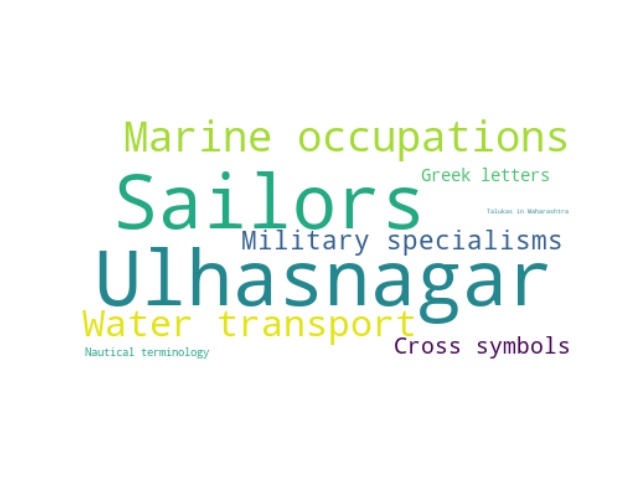 Marine occupations
Greek letters
Sailors
Talukas in Maharashtra
Military specialisms
Ulhasnagar
Water transport
Cross symbols
Nautical terminology